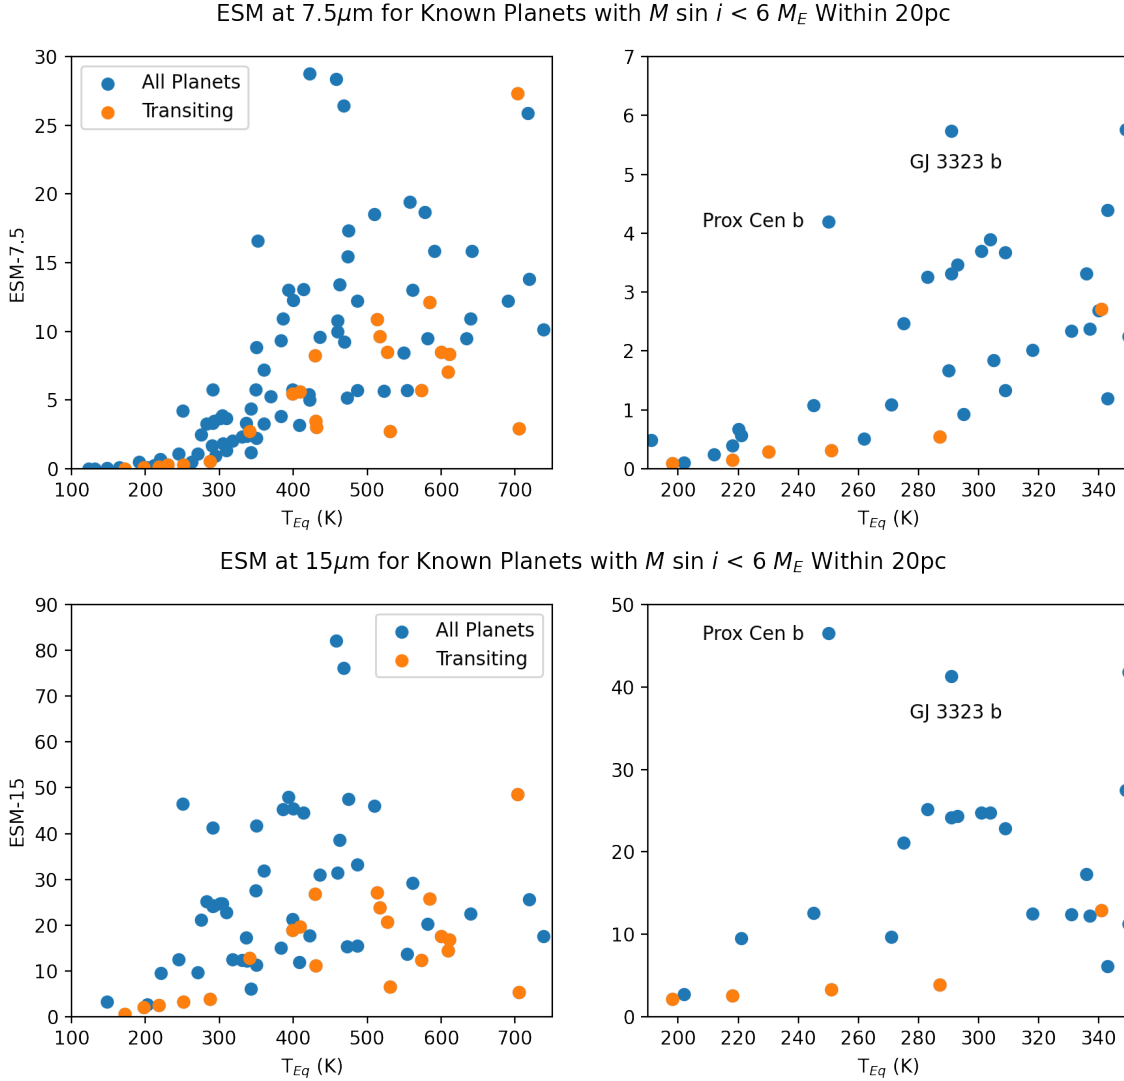 ESM at 7.5μm for Known Planets with M sin i < 6 M_E Within 20pc
30
25
20
15
10
5
0
ESM-7.5
All Planets
Transiting
100 200 300 400 500 600 700
T_Eq (K)
7
6
5
4
3
2
1
0
GJ 3323 b
Prox Cen b
200 220 240 260 280 300 320 340
T_Eq (K)
ESM at 15μm for Known Planets with M sin i < 6 M_E Within 20pc
90
80
70
60
50
40
30
20
10
0
ESM-15
All Planets
Transiting
100 200 300 400 500 600 700
T_Eq (K)
50
40
30
20
10
0
Prox Cen b
GJ 3323 b
200 220 240 260 280 300 320 340
T_Eq (K)